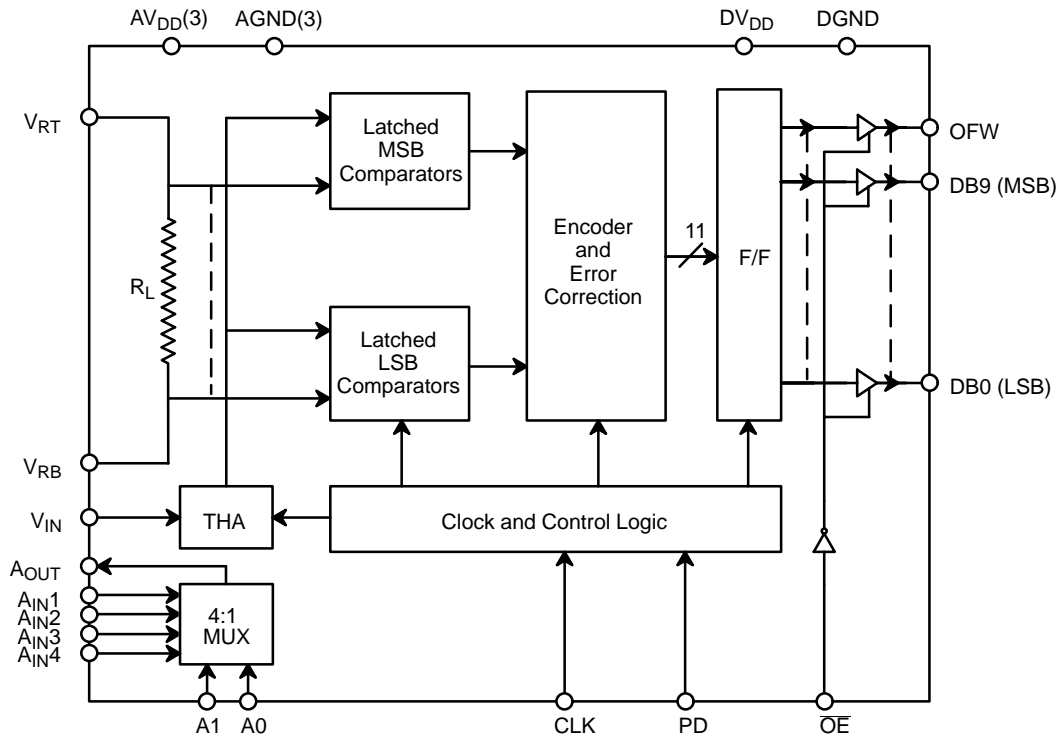 AVDD(3) AGND(3) DVDD DGND
VRT
Latched
MSB
Comparators
OFW
DB9 (MSB)
RL
Encoder
and
Error
Correction
11
F/F
Latched
LSB
Comparators
DB0 (LSB)
VRB
VIN
THA
Clock and Control Logic
AOUT
AIN1
AIN2
AIN3
AIN4
4:1
MUX
A1 A0 CLK PD OE